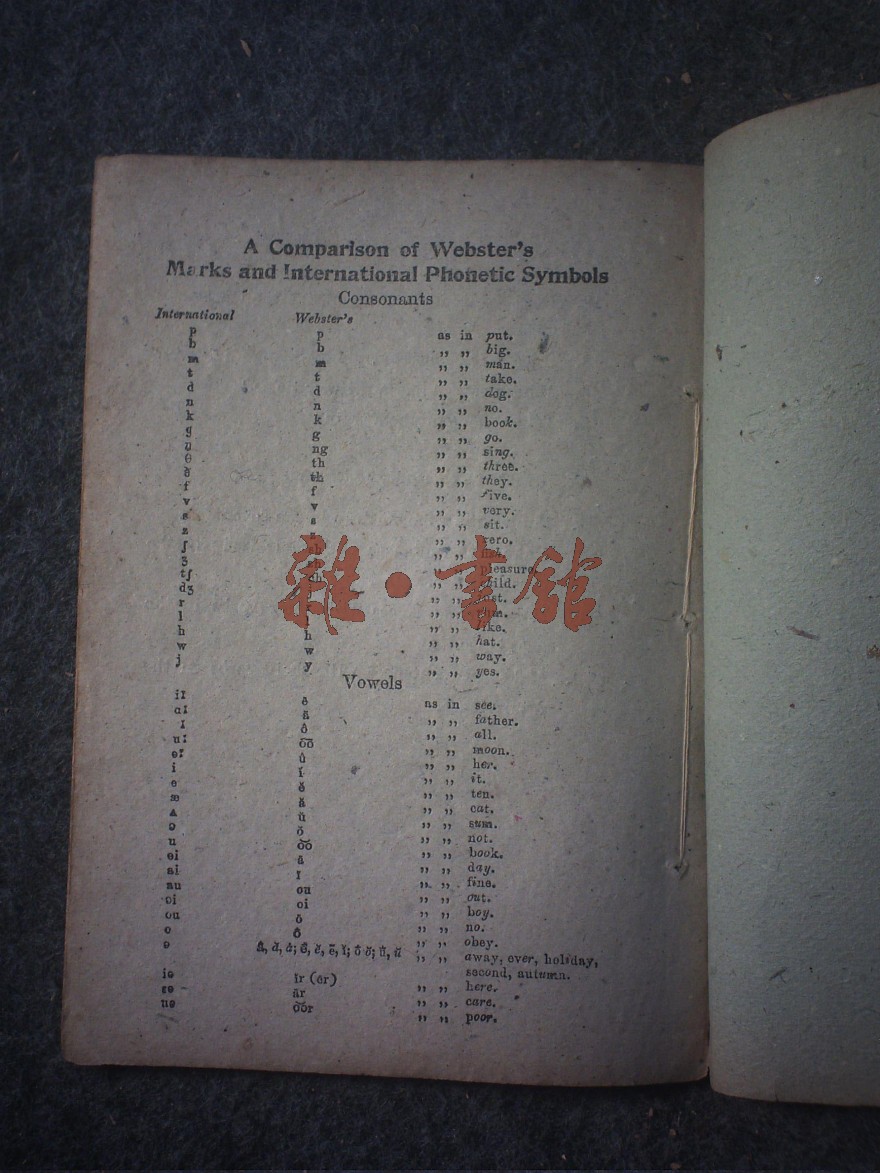 A Comparison of Webster's
Marks and International Phonetic Symbols
Consonants
International Webster's
p p as in put.
b b ,, ,, big.
m m ,, ,, man.
t t ,, ,, take.
d d ,, ,, dog.
n n ,, ,, no.
k k ,, ,, book.
g g ,, ,, go.
ŋ ng ,, ,, sing.
θ th ,, ,, three.
ð th ,, ,, they.
f f ,, ,, five.
v v ,, ,, very.
s s ,, ,, sit.
z ,, ,, zero.
ʃ ,, ,,
ʒ ,, ,, pleasure.
tʃ ,, ,, child.
dʒ ,, ,,
r ,, ,,
l ,, ,, like.
h h ,, ,, hat.
w w ,, ,, way.
j y ,, ,, yes.
雜·書館
Vowels
iː ē as in see.
ɑː ä ,, ,, father.
ô ,, ,, all.
uː o͞o ,, ,, moon.
əː û ,, ,, her.
i ĭ ,, ,, it.
e ĕ ,, ,, ten.
æ ă ,, ,, cat.
ʌ ŭ ,, ,, sum.
ŏ ,, ,, not.
u o͝o ,, ,, book.
ei ā ,, ,, day.
ai ī ,, ,, fine.
au ou ,, ,, out.
oi ,, ,, boy.
ou ō ,, ,, no.
o ,, ,, obey.
ə ,, ,, away, ever, holiday,
second, autumn.
iə ēr (ẹr) ,, ,, here.
ɛə âr ,, ,, care.
uə o͝or ,, ,, poor.